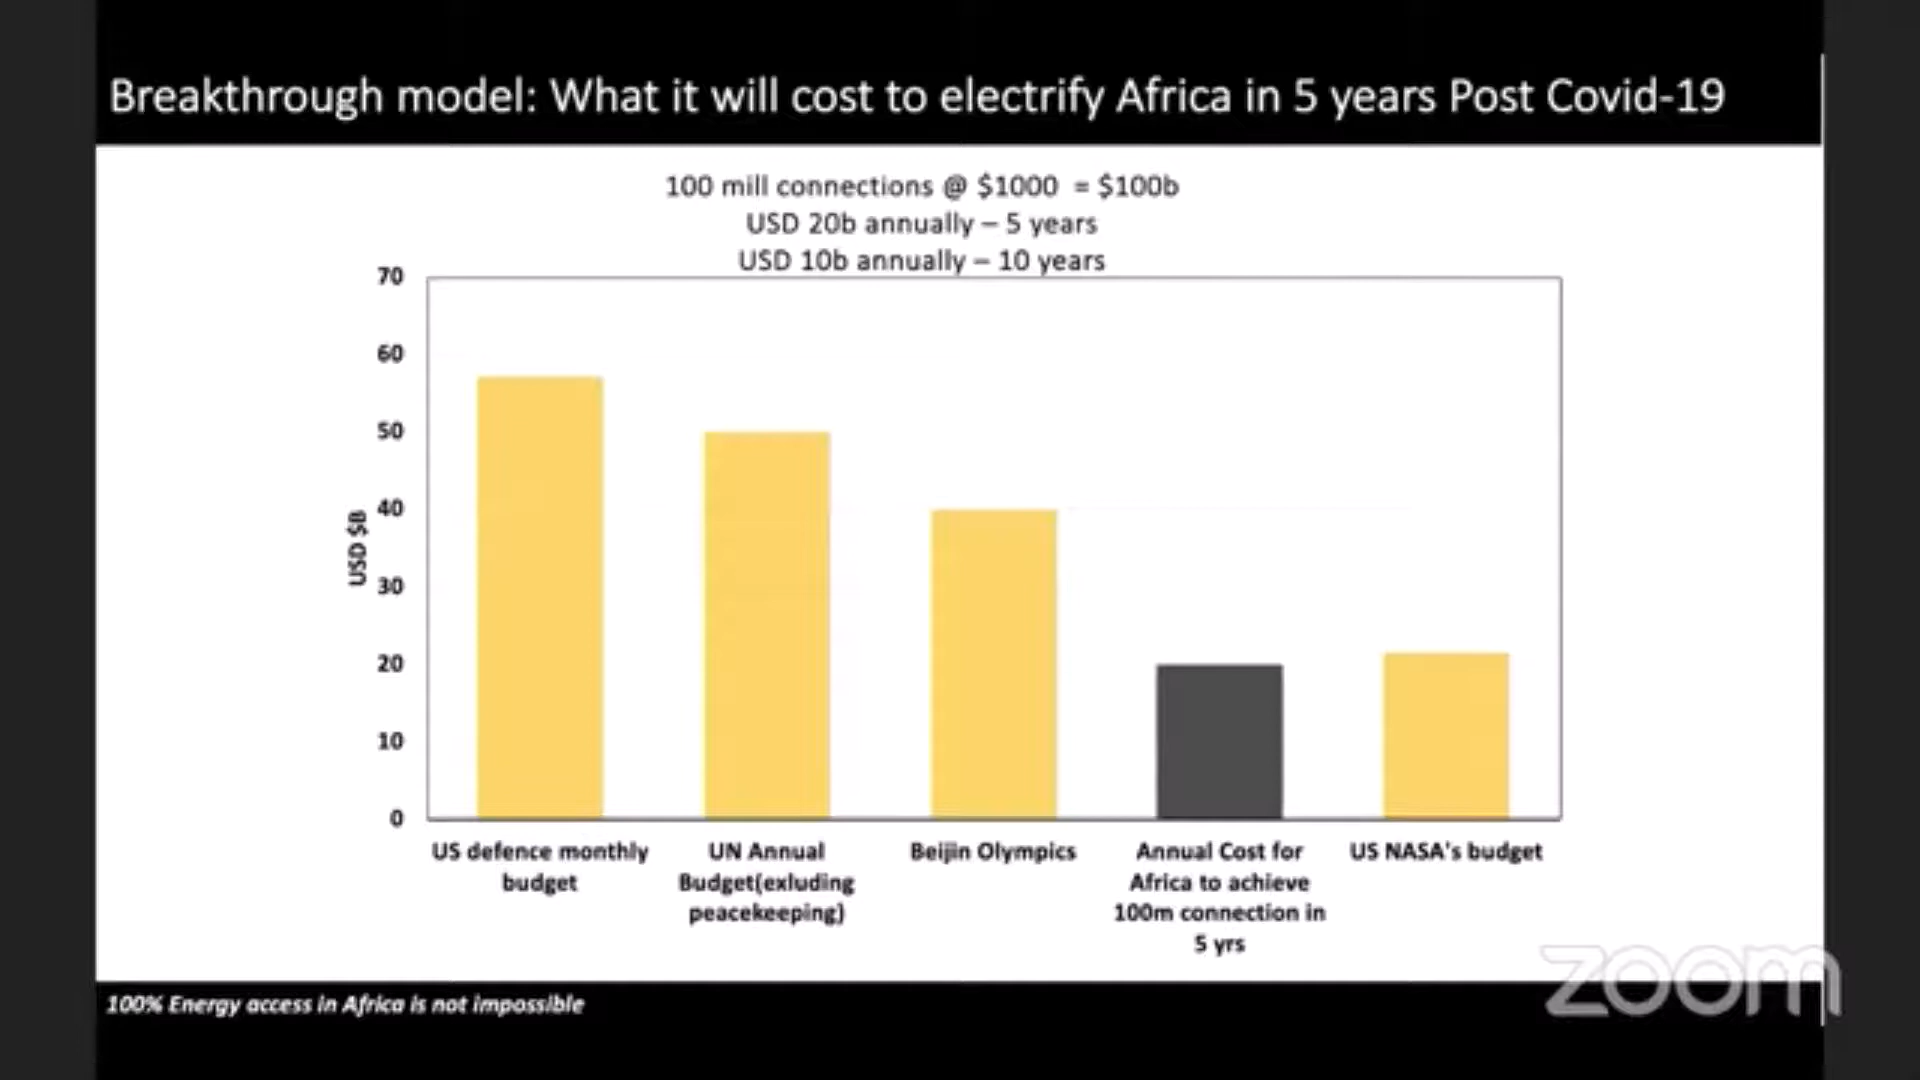 Breakthrough model: What it will cost to electrify Africa in 5 years Post Covid-19
100 mill connections @ $1000 = $100b
USD 20b annually – 5 years
USD 10b annually – 10 years
70
60
50
40
30
20
10
0
USD $B
US defence monthly
budget
UN Annual
Budget(exluding
peacekeeping)
Beijin Olympics
Annual Cost for
Africa to achieve
100m connection in
5 yrs
US NASA's budget
100% Energy access in Africa is not impossible
zoom